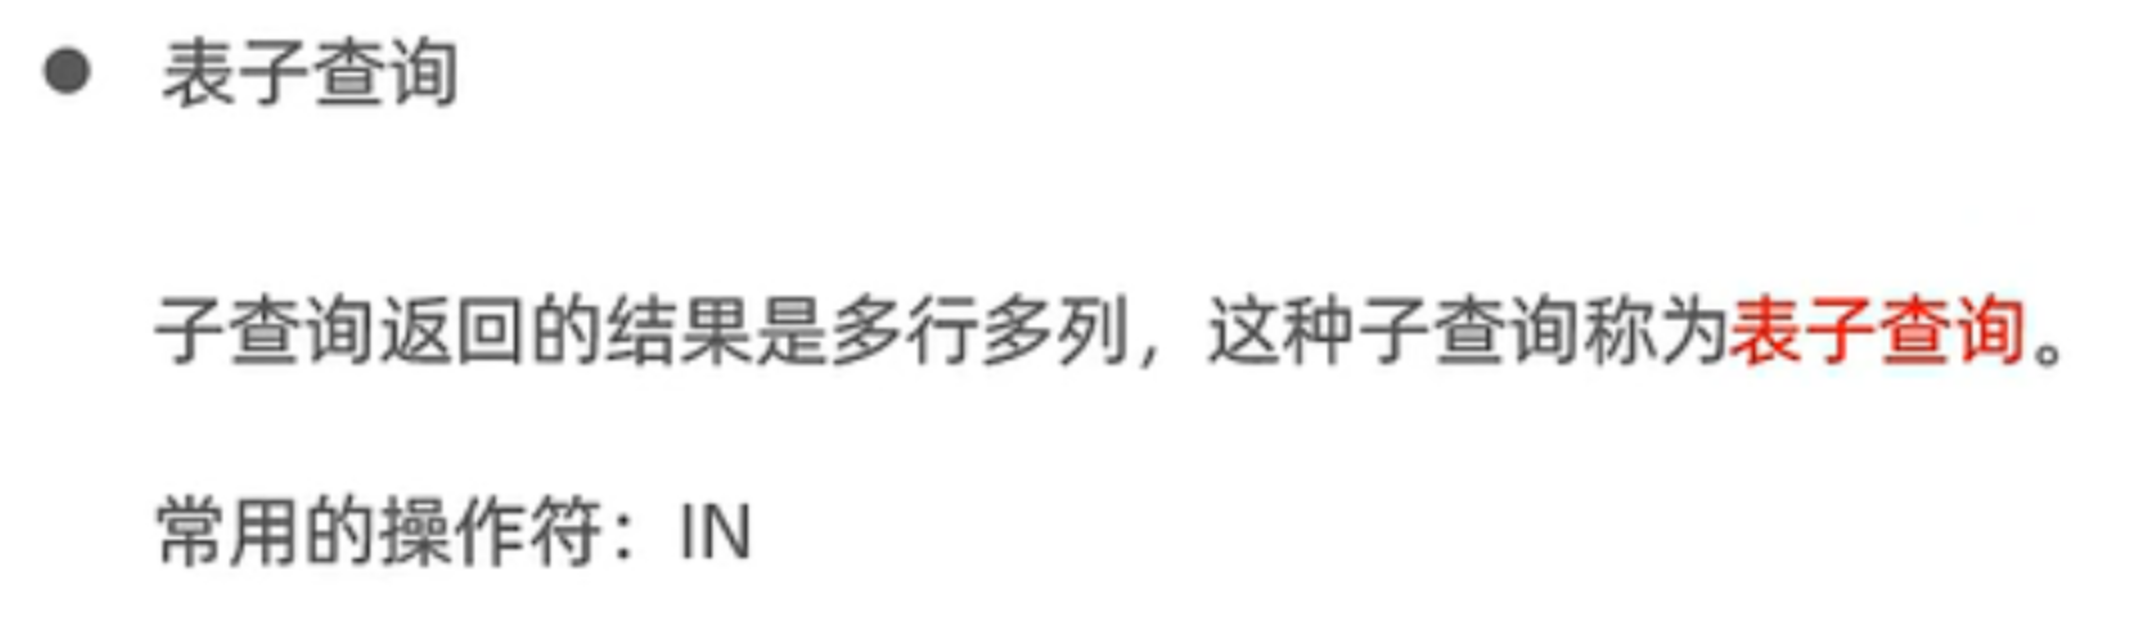 ● 表子查询
子查询返回的结果是多行多列，这种子查询称为表子查询。
常用的操作符：IN